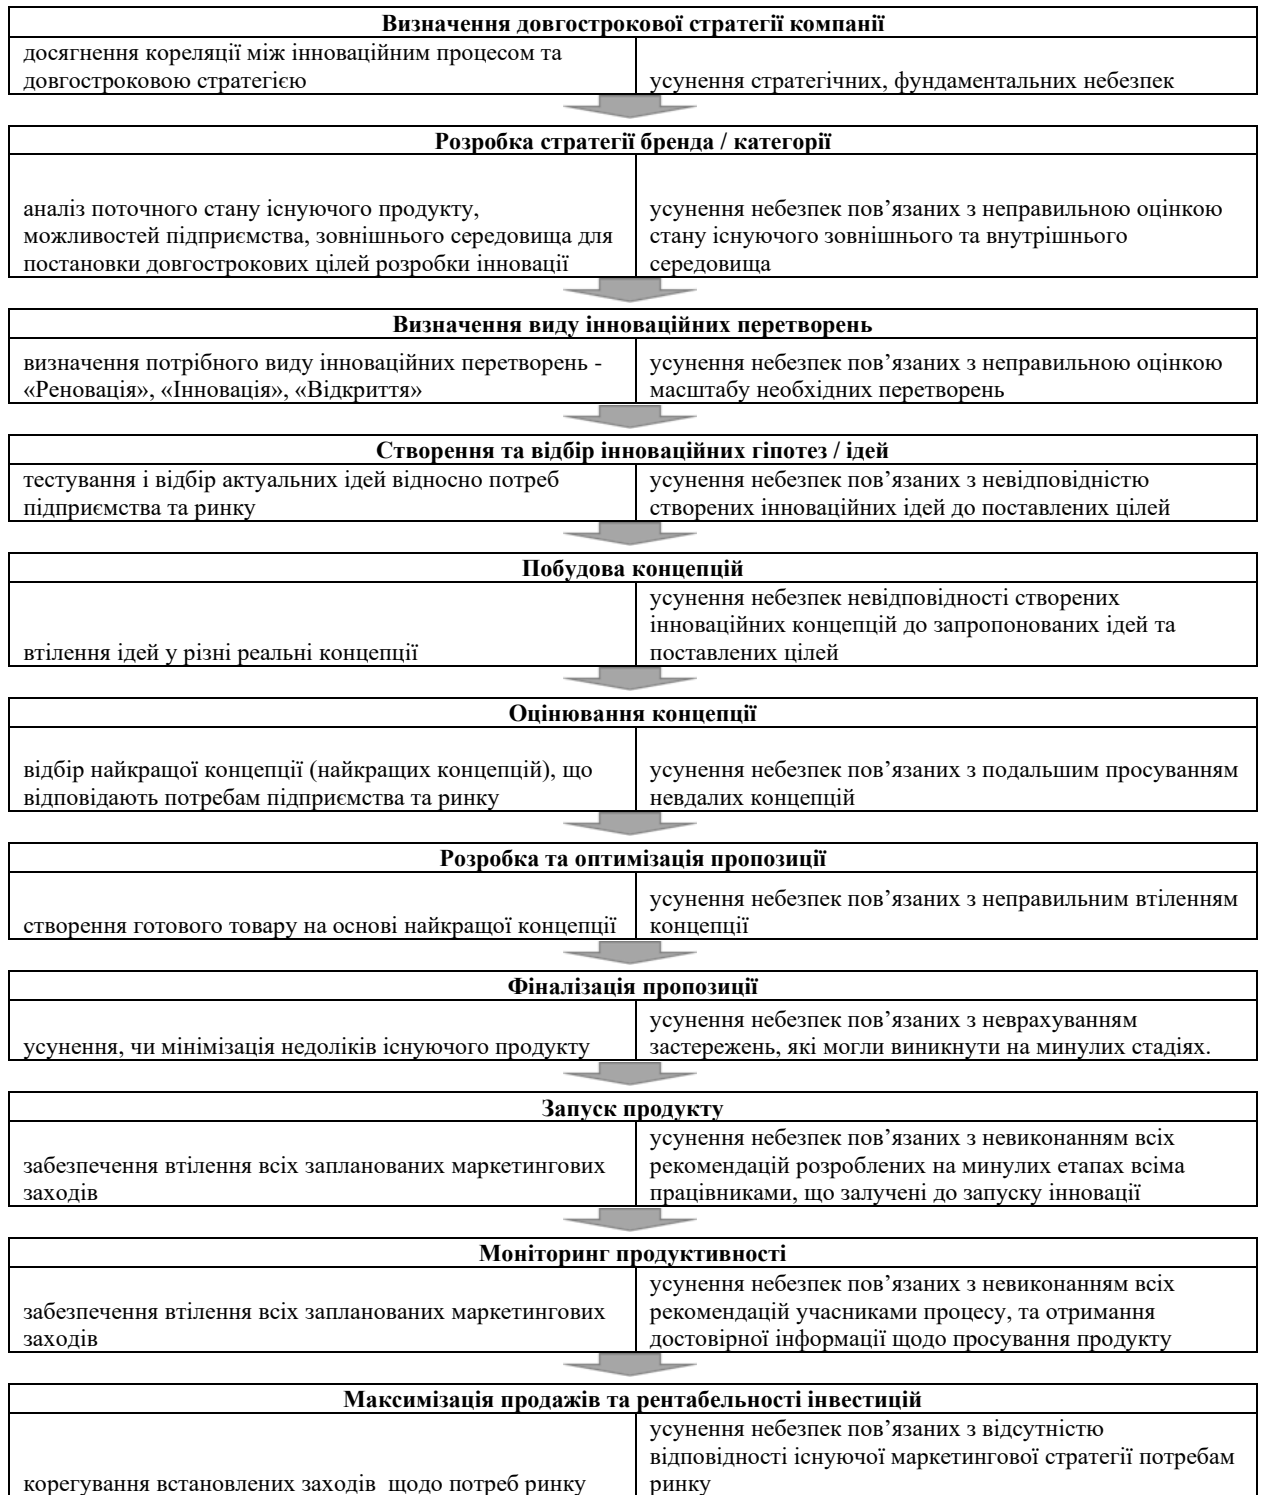 Визначення довгострокової стратегії компанії
досягнення кореляції між інноваційним процесом та
довгостроковою стратегією
усунення стратегічних, фундаментальних небезпек
Розробка стратегії бренда / категорії
аналіз поточного стану існуючого продукту,
можливостей підприємства, зовнішнього середовища для
постановки довгострокових цілей розробки інновації
усунення небезпек пов’язаних з неправильною оцінкою
стану існуючого зовнішнього та внутрішнього
середовища
Визначення виду інноваційних перетворень
визначення потрібного виду інноваційних перетворень -
«Реновація», «Інновація», «Відкриття»
усунення небезпек пов’язаних з неправильною оцінкою
масштабу необхідних перетворень
Створення та відбір інноваційних гіпотез / ідей
тестування і відбір актуальних ідей відносно потреб
підприємства та ринку
усунення небезпек пов’язаних з невідповідністю
створених інноваційних ідей до поставлених цілей
Побудова концепцій
втілення ідей у різні реальні концепції
усунення небезпек невідповідності створених
інноваційних концепцій до запропонованих ідей та
поставлених цілей
Оцінювання концепції
відбір найкращої концепції (найкращих концепцій), що
відповідають потребам підприємства та ринку
усунення небезпек пов’язаних з подальшим просуванням
невдалих концепцій
Розробка та оптимізація пропозиції
створення готового товару на основі найкращої концепції
усунення небезпек пов’язаних з неправильним втіленням
концепції
Фіналізація пропозиції
усунення, чи мінімізація недоліків існуючого продукту
усунення небезпек пов’язаних з неврахуванням
застережень, які могли виникнути на минулих стадіях.
Запуск продукту
забезпечення втілення всіх запланованих маркетингових
заходів
усунення небезпек пов’язаних з невиконанням всіх
рекомендацій розроблених на минулих етапах всіма
працівниками, що залучені до запуску інновації
Моніторинг продуктивності
забезпечення втілення всіх запланованих маркетингових
заходів
усунення небезпек пов’язаних з невиконанням всіх
рекомендацій учасниками процесу, та отримання
достовірної інформації щодо просування продукту
Максимізація продажів та рентабельності інвестицій
корегування встановлених заходів  щодо потреб ринку
усунення небезпек пов’язаних з відсутністю
відповідності існуючої маркетингової стратегії потребам
ринку